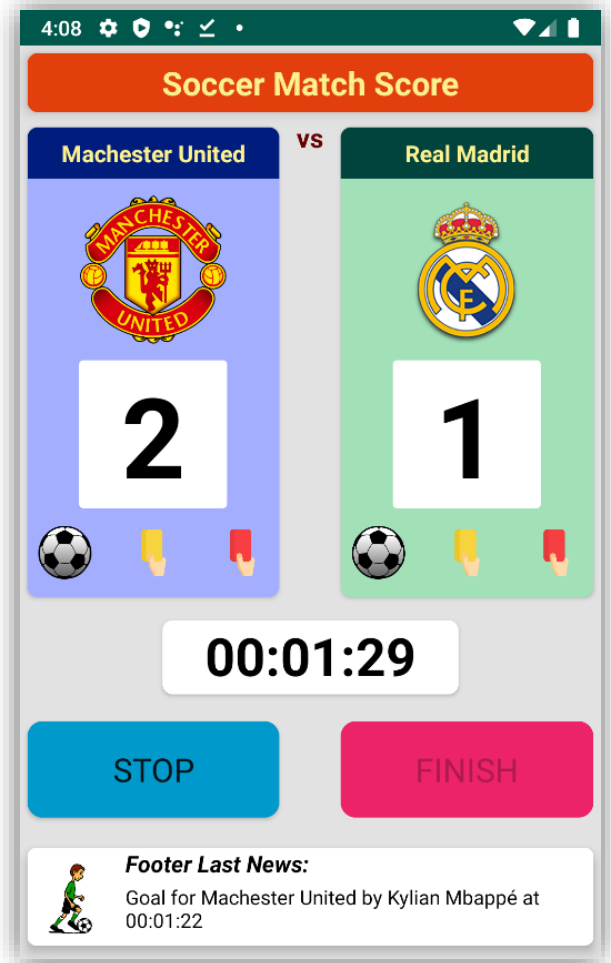 4:08
Soccer Match Score
Machester United
vs
Real Madrid
MANCHESTER
UNITED
2
1
00:01:29
STOP
FINISH
Footer Last News:
Goal for Machester United by Kylian Mbappé at
00:01:22